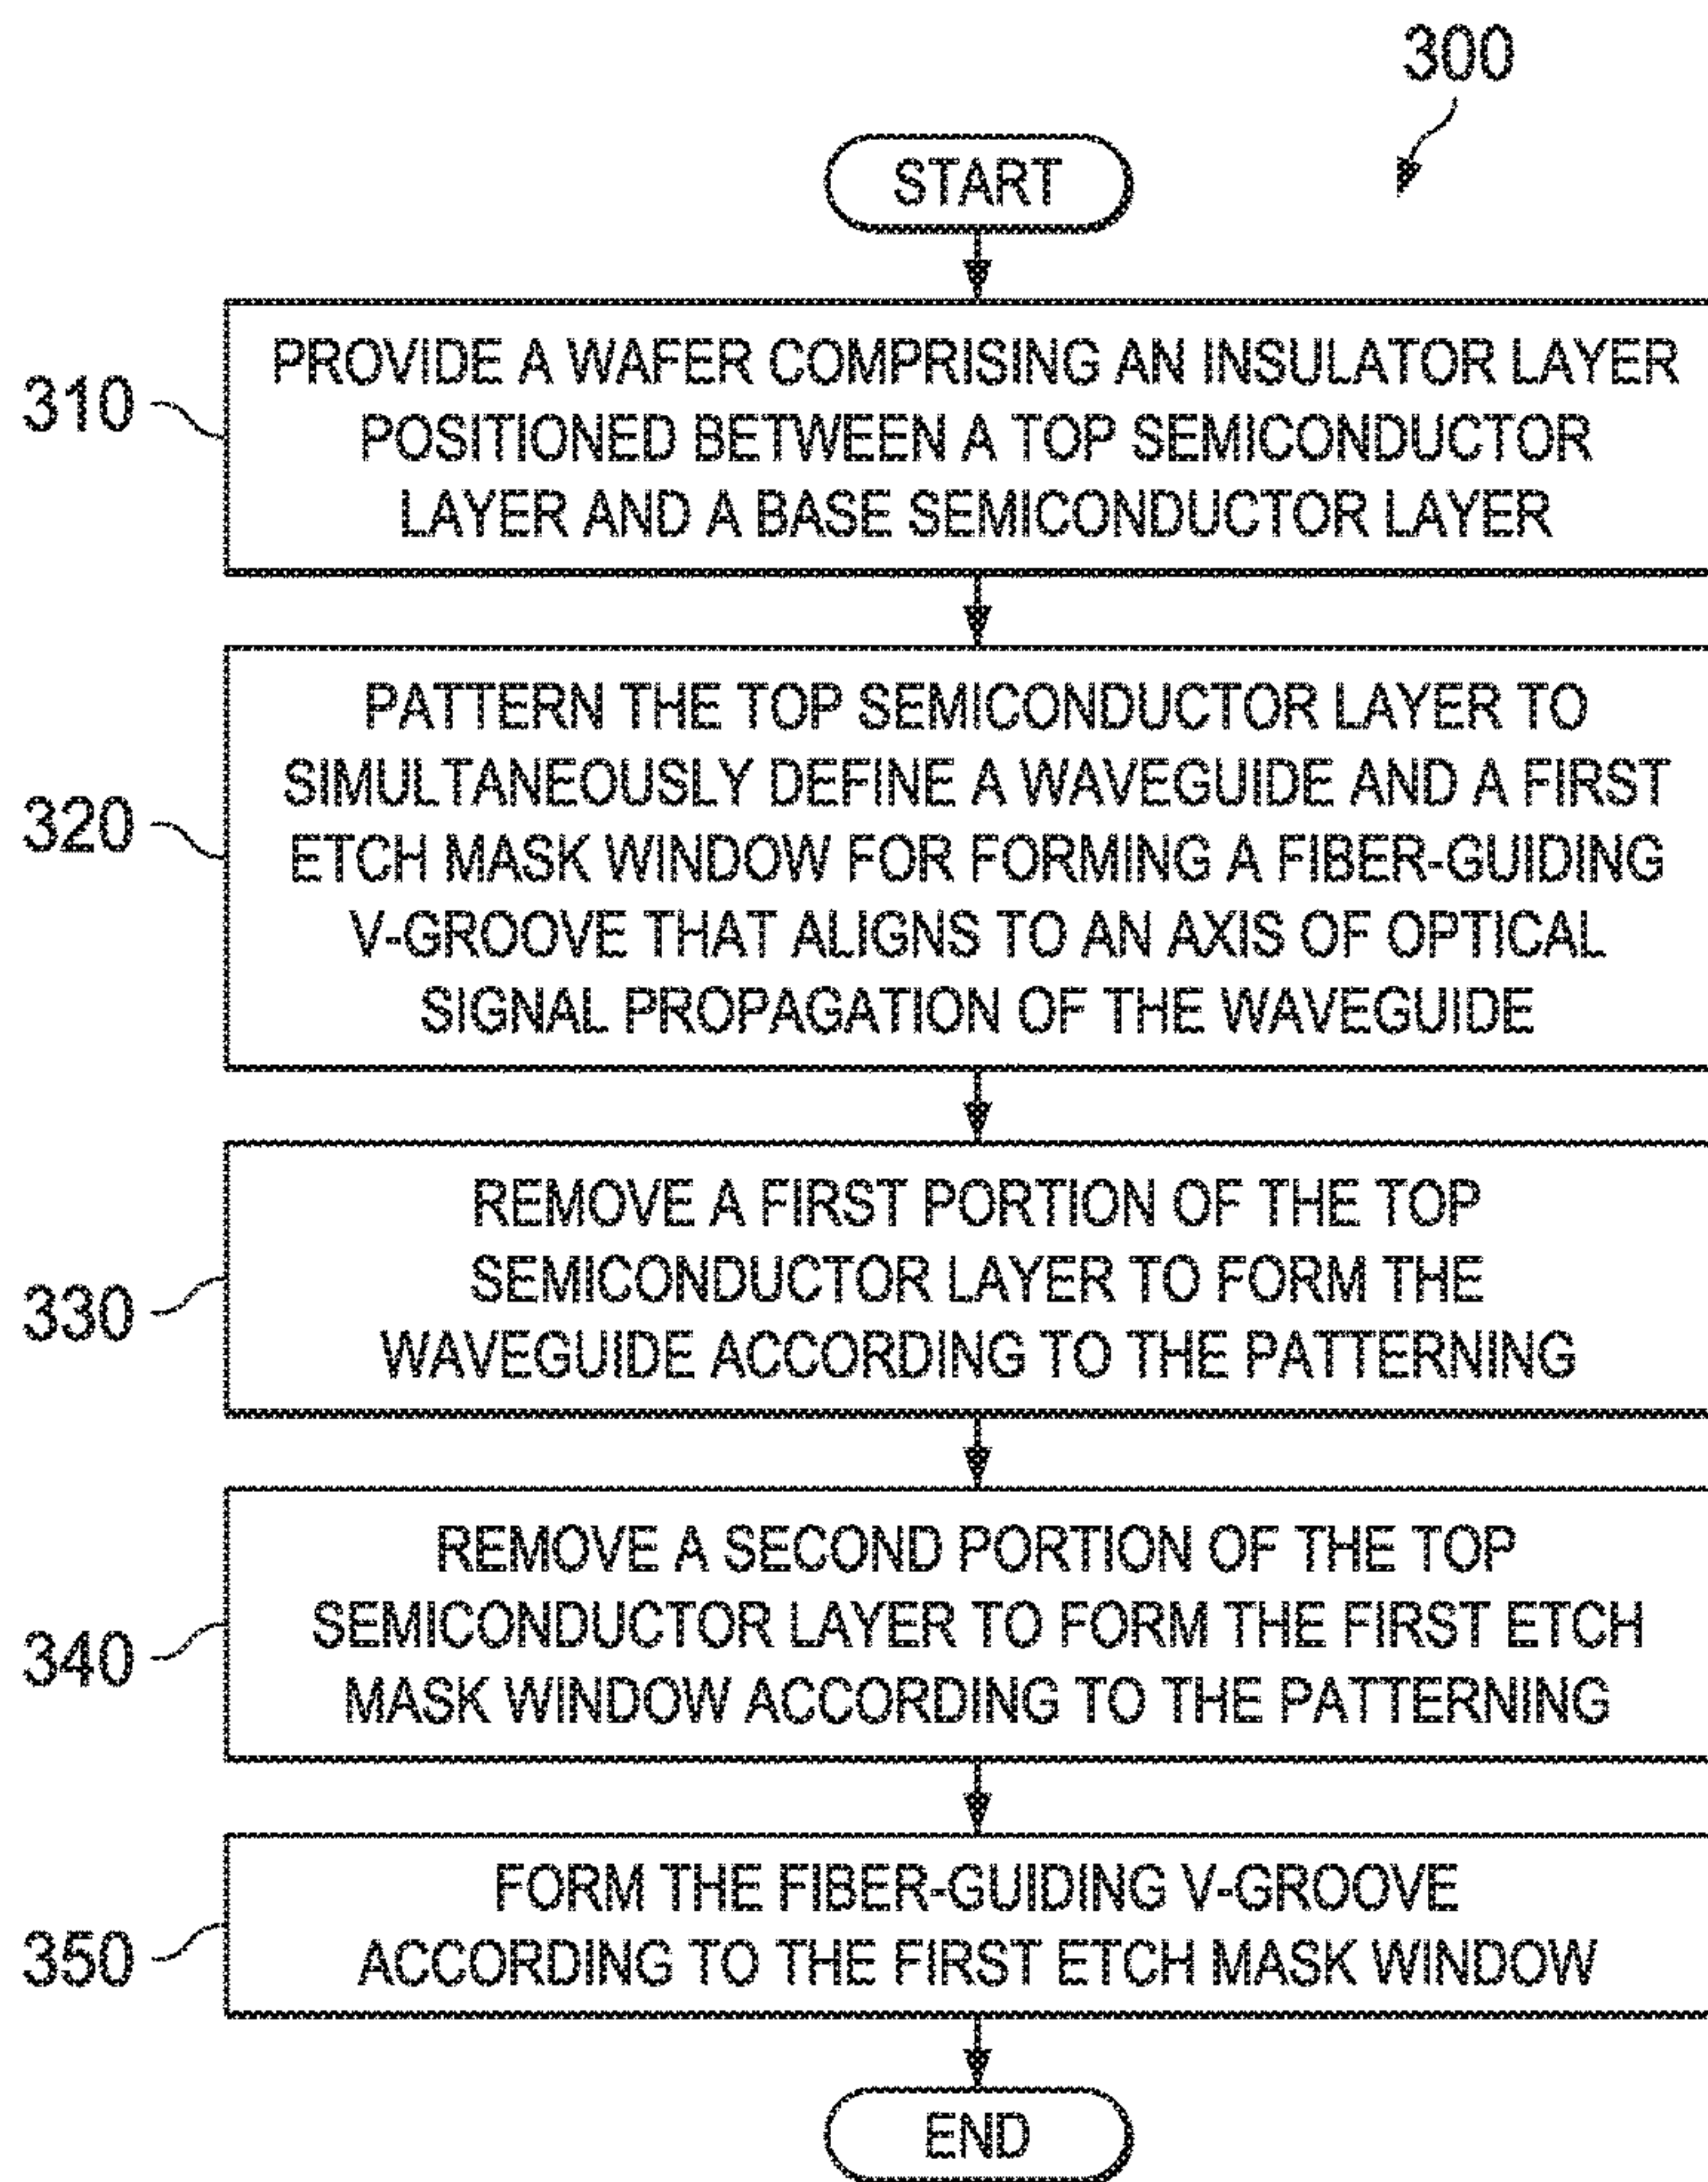 300
START
310
PROVIDE A WAFER COMPRISING AN INSULATOR LAYER
POSITIONED BETWEEN A TOP SEMICONDUCTOR
LAYER AND A BASE SEMICONDUCTOR LAYER
320
PATTERN THE TOP SEMICONDUCTOR LAYER TO
SIMULTANEOUSLY DEFINE A WAVEGUIDE AND A FIRST
ETCH MASK WINDOW FOR FORMING A FIBER-GUIDING
V-GROOVE THAT ALIGNS TO AN AXIS OF OPTICAL
SIGNAL PROPAGATION OF THE WAVEGUIDE
330
REMOVE A FIRST PORTION OF THE TOP
SEMICONDUCTOR LAYER TO FORM THE
WAVEGUIDE ACCORDING TO THE PATTERNING
340
REMOVE A SECOND PORTION OF THE TOP
SEMICONDUCTOR LAYER TO FORM THE FIRST ETCH
MASK WINDOW ACCORDING TO THE PATTERNING
350
FORM THE FIBER-GUIDING V-GROOVE
ACCORDING TO THE FIRST ETCH MASK WINDOW
END